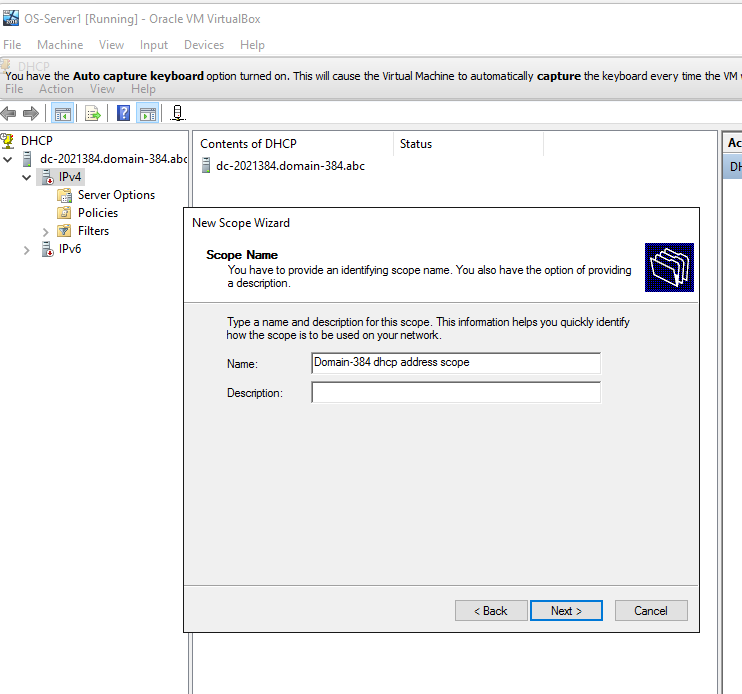 OS-Server1 [Running] - Oracle VM VirtualBox
File Machine View Input Devices Help
DHCP
You have the Auto capture keyboard option turned on. This will cause the Virtual Machine to automatically capture the keyboard every time the VM
File Action View Help
DHCP
dc-2021384.domain-384.abc
IPv4
Server Options
Policies
Filters
IPv6
Contents of DHCP Status
dc-2021384.domain-384.abc
Ac
DH
New Scope Wizard
Scope Name
You have to provide an identifying scope name. You also have the option of providing
a description.
Type a name and description for this scope. This information helps you quickly identify
how the scope is to be used on your network.
Name: Domain-384 dhcp address scope
Description:
< Back Next > Cancel